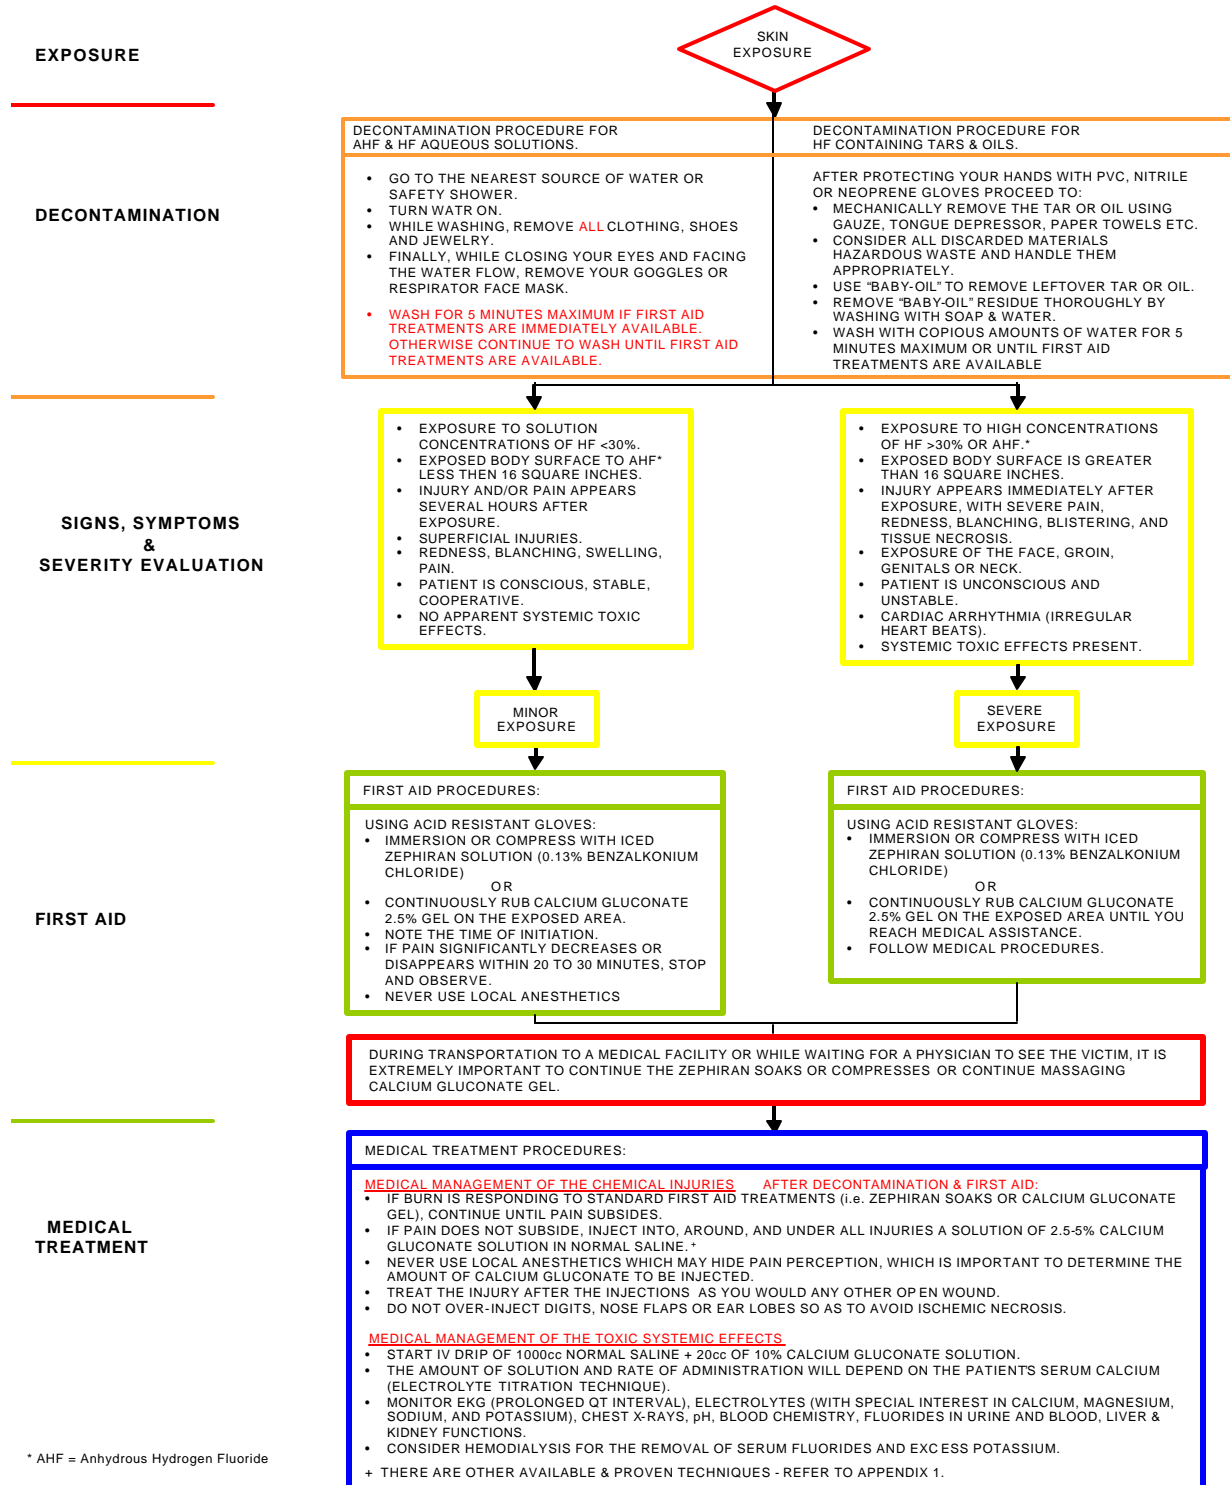 SKIN
EXPOSURE
EXPOSURE
DECONTAMINATION PROCEDURE FOR
AHF & HF AQUEOUS SOLUTIONS.
DECONTAMINATION PROCEDURE FOR
HF CONTAINING TARS & OILS.
DECONTAMINATION
• GO TO THE NEAREST SOURCE OF WATER OR
SAFETY SHOWER.
• TURN WATR ON.
• WHILE WASHING, REMOVE ALL CLOTHING, SHOES
AND JEWELRY.
• FINALLY, WHILE CLOSING YOUR EYES AND FACING
THE WATER FLOW, REMOVE YOUR GOGGLES OR
RESPIRATOR FACE MASK.
• WASH FOR 5 MINUTES MAXIMUM IF FIRST AID
TREATMENTS ARE IMMEDIATELY AVAILABLE.
OTHERWISE CONTINUE TO WASH UNTIL FIRST AID
TREATMENTS ARE AVAILABLE.
AFTER PROTECTING YOUR HANDS WITH PVC, NITRILE
OR NEOPRENE GLOVES PROCEED TO:
• MECHANICALLY REMOVE THE TAR OR OIL USING
GAUZE, TONGUE DEPRESSOR, PAPER TOWELS ETC.
• CONSIDER ALL DISCARDED MATERIALS
HAZARDOUS WASTE AND HANDLE THEM
APPROPRIATELY.
• USE “BABY-OIL” TO REMOVE LEFTOVER TAR OR OIL.
• REMOVE “BABY-OIL” RESIDUE THOROUGHLY BY
WASHING WITH SOAP & WATER.
• WASH WITH COPIOUS AMOUNTS OF WATER FOR 5
MINUTES MAXIMUM OR UNTIL FIRST AID
TREATMENTS ARE AVAILABLE
SIGNS, SYMPTOMS
&
SEVERITY EVALUATION
• EXPOSURE TO SOLUTION
CONCENTRATIONS OF HF <30%.
• EXPOSED BODY SURFACE TO AHF*
LESS THEN 16 SQUARE INCHES.
• INJURY AND/OR PAIN APPEARS
SEVERAL HOURS AFTER
EXPOSURE.
• SUPERFICIAL INJURIES.
• REDNESS, BLANCHING, SWELLING,
PAIN.
• PATIENT IS CONSCIOUS, STABLE,
COOPERATIVE.
• NO APPARENT SYSTEMIC TOXIC
EFFECTS.
• EXPOSURE TO HIGH CONCENTRATIONS
OF HF >30% OR AHF.*
• EXPOSED BODY SURFACE IS GREATER
THAN 16 SQUARE INCHES.
• INJURY APPEARS IMMEDIATELY AFTER
EXPOSURE, WITH SEVERE PAIN,
REDNESS, BLANCHING, BLISTERING, AND
TISSUE NECROSIS.
• EXPOSURE OF THE FACE, GROIN,
GENITALS OR NECK.
• PATIENT IS UNCONSCIOUS AND
UNSTABLE.
• CARDIAC ARRHYTHMIA (IRREGULAR
HEART BEATS).
• SYSTEMIC TOXIC EFFECTS PRESENT.
MINOR
EXPOSURE
SEVERE
EXPOSURE
FIRST AID
FIRST AID PROCEDURES:
USING ACID RESISTANT GLOVES:
• IMMERSION OR COMPRESS WITH ICED
ZEPHIRAN SOLUTION (0.13% BENZALKONIUM
CHLORIDE)
OR
• CONTINUOUSLY RUB CALCIUM GLUCONATE
2.5% GEL ON THE EXPOSED AREA.
• NOTE THE TIME OF INITIATION.
• IF PAIN SIGNIFICANTLY DECREASES OR
DISAPPEARS WITHIN 20 TO 30 MINUTES, STOP
AND OBSERVE.
• NEVER USE LOCAL ANESTHETICS
FIRST AID PROCEDURES:
USING ACID RESISTANT GLOVES:
• IMMERSION OR COMPRESS WITH ICED
ZEPHIRAN SOLUTION (0.13% BENZALKONIUM
CHLORIDE)
OR
• CONTINUOUSLY RUB CALCIUM GLUCONATE
2.5% GEL ON THE EXPOSED AREA UNTIL YOU
REACH MEDICAL ASSISTANCE.
• FOLLOW MEDICAL PROCEDURES.
DURING TRANSPORTATION TO A MEDICAL FACILITY OR WHILE WAITING FOR A PHYSICIAN TO SEE THE VICTIM, IT IS
EXTREMELY IMPORTANT TO CONTINUE THE ZEPHIRAN SOAKS OR COMPRESSES OR CONTINUE MASSAGING
CALCIUM GLUCONATE GEL.
MEDICAL
TREATMENT
MEDICAL TREATMENT PROCEDURES:
MEDICAL MANAGEMENT OF THE CHEMICAL INJURIES AFTER DECONTAMINATION & FIRST AID:
• IF BURN IS RESPONDING TO STANDARD FIRST AID TREATMENTS (i.e. ZEPHIRAN SOAKS OR CALCIUM GLUCONATE
GEL), CONTINUE UNTIL PAIN SUBSIDES.
• IF PAIN DOES NOT SUBSIDE, INJECT INTO, AROUND, AND UNDER ALL INJURIES A SOLUTION OF 2.5-5% CALCIUM
GLUCONATE SOLUTION IN NORMAL SALINE. +
• NEVER USE LOCAL ANESTHETICS WHICH MAY HIDE PAIN PERCEPTION, WHICH IS IMPORTANT TO DETERMINE THE
AMOUNT OF CALCIUM GLUCONATE TO BE INJECTED.
• TREAT THE INJURY AFTER THE INJECTIONS AS YOU WOULD ANY OTHER OPEN WOUND.
• DO NOT OVER-INJECT DIGITS, NOSE FLAPS OR EAR LOBES SO AS TO AVOID ISCHEMIC NECROSIS.
MEDICAL MANAGEMENT OF THE TOXIC SYSTEMIC EFFECTS
• START IV DRIP OF 1000cc NORMAL SALINE + 20cc OF 10% CALCIUM GLUCONATE SOLUTION.
• THE AMOUNT OF SOLUTION AND RATE OF ADMINISTRATION WILL DEPEND ON THE PATIENT'S SERUM CALCIUM
(ELECTROLYTE TITRATION TECHNIQUE).
• MONITOR EKG (PROLONGED QT INTERVAL), ELECTROLYTES (WITH SPECIAL INTEREST IN CALCIUM, MAGNESIUM,
SODIUM, AND POTASSIUM), CHEST X-RAYS, pH, BLOOD CHEMISTRY, FLUORIDES IN URINE AND BLOOD, LIVER &
KIDNEY FUNCTIONS.
• CONSIDER HEMODIALYSIS FOR THE REMOVAL OF SERUM FLUORIDES AND EXCESS POTASSIUM.
+ THERE ARE OTHER AVAILABLE & PROVEN TECHNIQUES - REFER TO APPENDIX 1.
* AHF = Anhydrous Hydrogen Fluoride